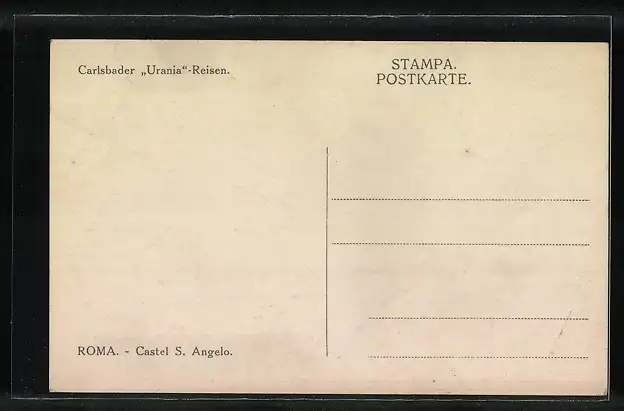 Carlsbader „Urania“-Reisen.
STAMPA.
POSTKARTE.
ROMA. - Castel S. Angelo.